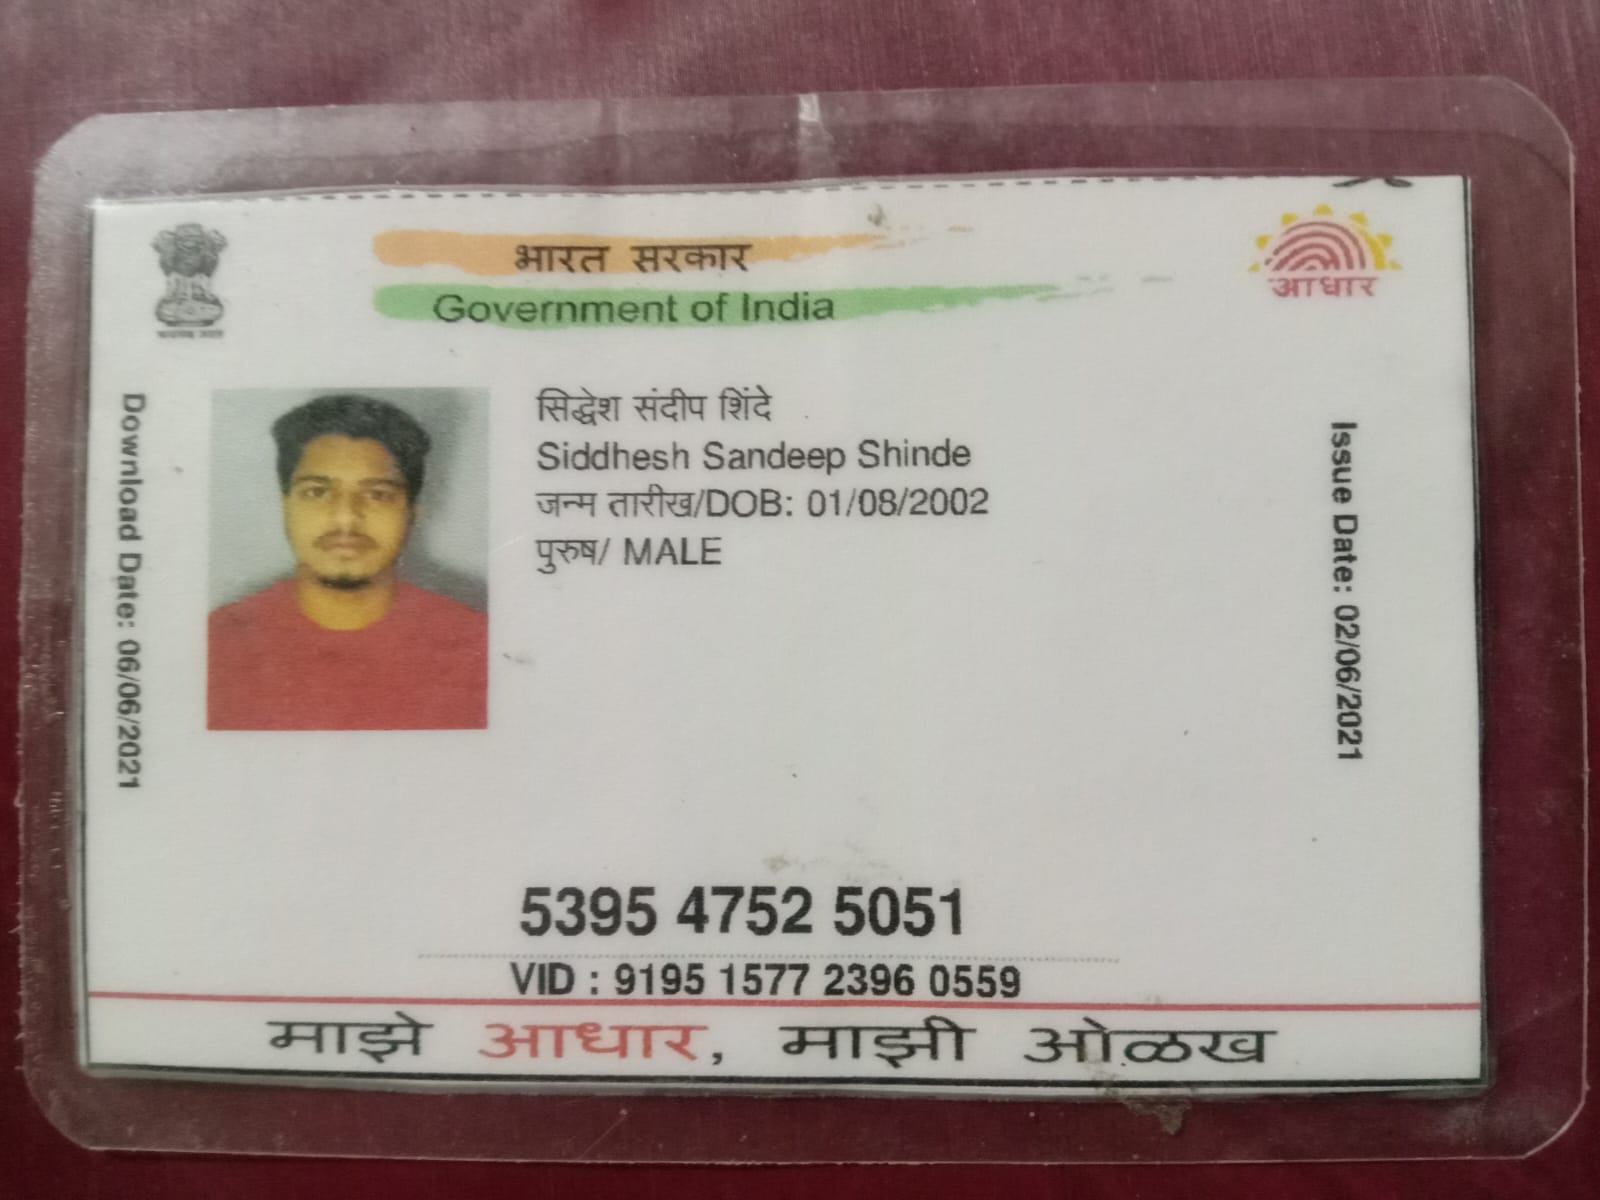 भारत सरकार
Government of India
आधार
Download Date: 06/06/2021
सिद्धेश संदीप शिंदे
Siddhesh Sandeep Shinde
जन्म तारीख/DOB: 01/08/2002
पुरुष/ MALE
Issue Date: 02/06/2021
5395 4752 5051
VID : 9195 1577 2396 0559
माझे आधार, माझी ओळख